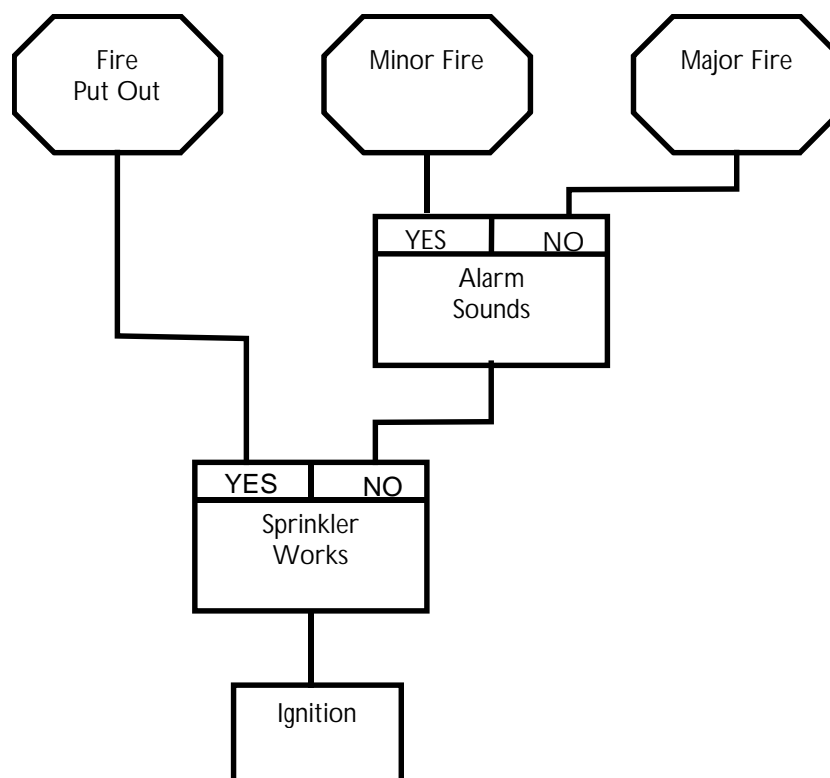 Fire
Put Out
Minor Fire
Major Fire
YES
NO
Alarm
Sounds
YES
NO
Sprinkler
Works
Ignition